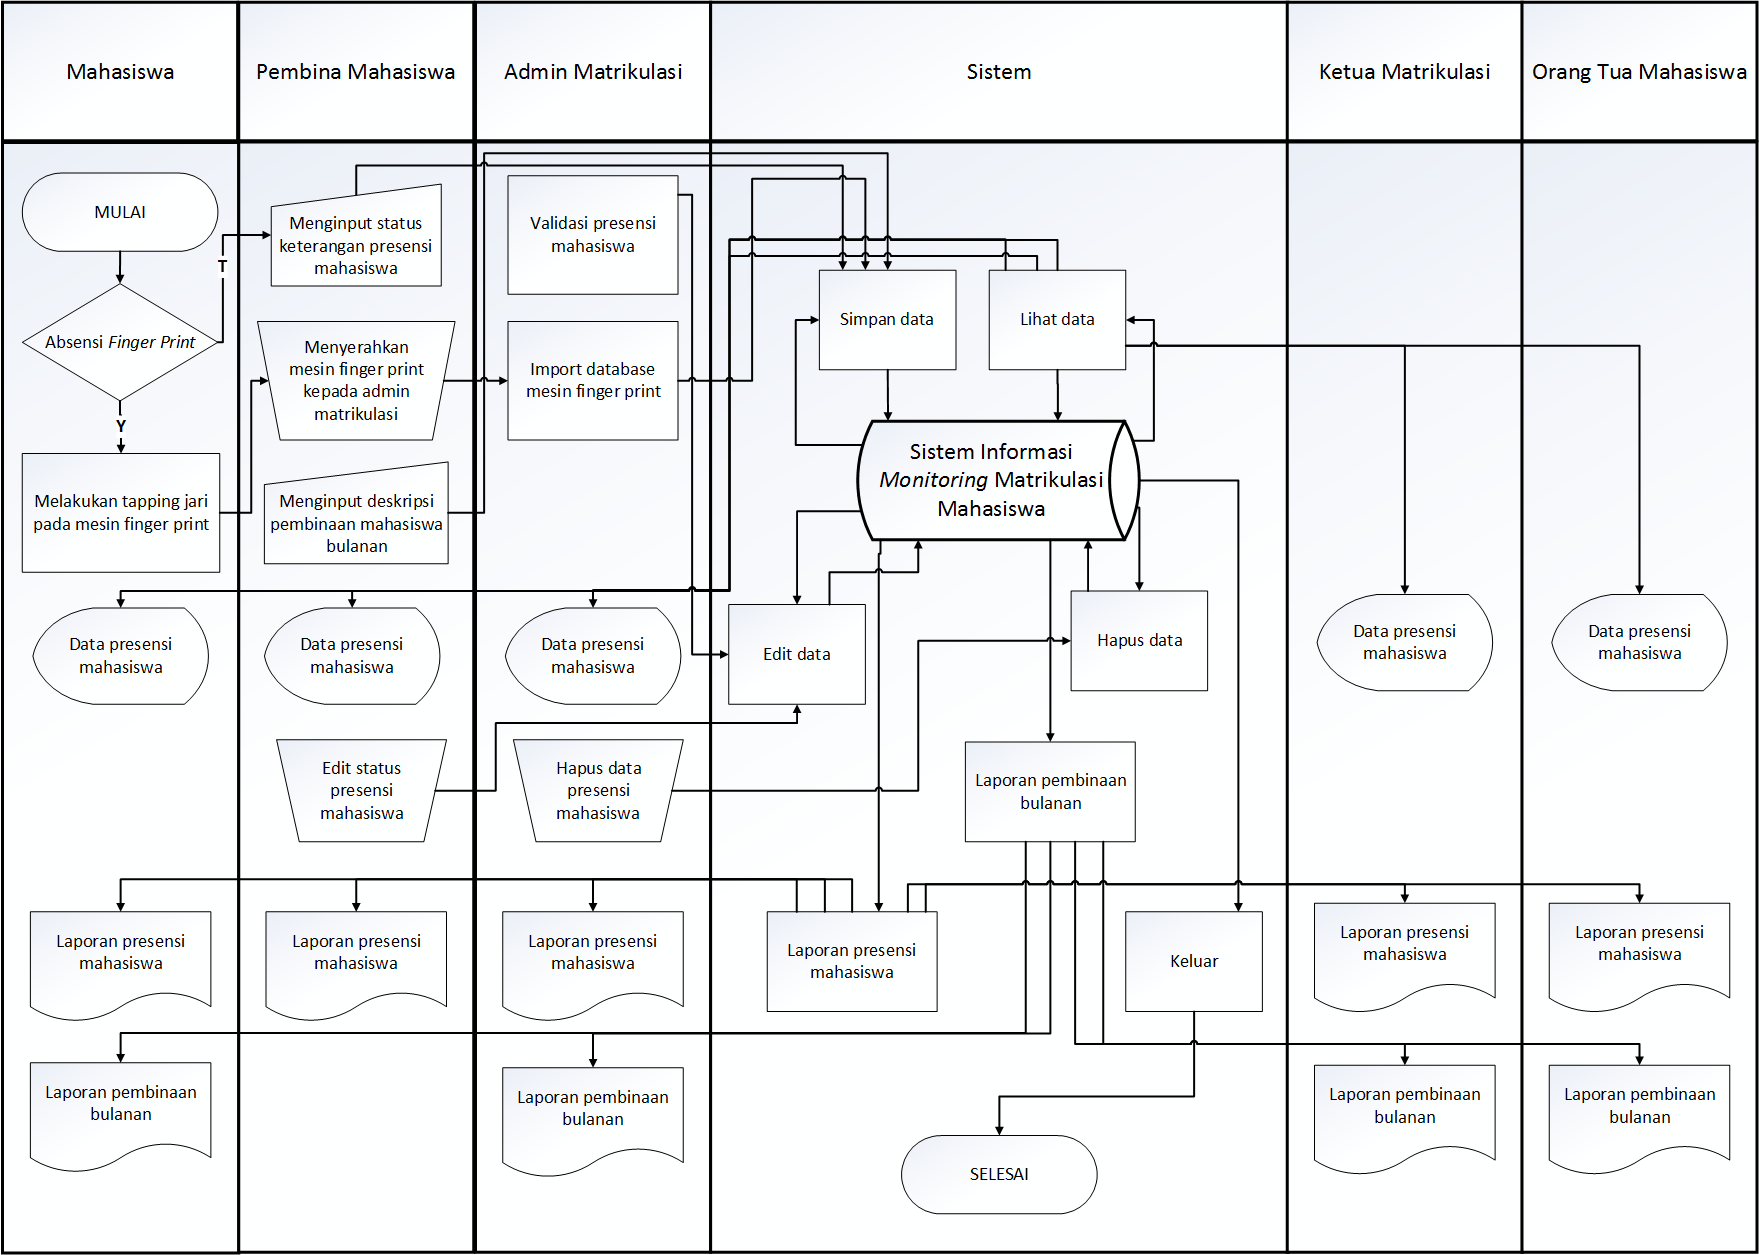 Mahasiswa
Pembina Mahasiswa
Admin Matrikulasi
Sistem
Ketua Matrikulasi
Orang Tua Mahasiswa
MULAI
T
Absensi Finger Print
Y
Melakukan tapping jari
pada mesin finger print
Menginput status
keterangan presensi
mahasiswa
Menyerahkan
mesin finger print
kepada admin
matrikulasi
Menginput deskripsi
pembinaan mahasiswa
bulanan
Validasi presensi
mahasiswa
Import database
mesin finger print
Simpan data
Lihat data
Sistem Informasi
Monitoring Matrikulasi
Mahasiswa
Data presensi
mahasiswa
Data presensi
mahasiswa
Data presensi
mahasiswa
Edit data
Hapus data
Data presensi
mahasiswa
Data presensi
mahasiswa
Edit status
presensi
mahasiswa
Hapus data
presensi
mahasiswa
Laporan pembinaan
bulanan
Laporan presensi
mahasiswa
Laporan presensi
mahasiswa
Laporan presensi
mahasiswa
Laporan presensi
mahasiswa
Keluar
Laporan presensi
mahasiswa
Laporan presensi
mahasiswa
Laporan pembinaan
bulanan
Laporan pembinaan
bulanan
Laporan pembinaan
bulanan
Laporan pembinaan
bulanan
SELESAI